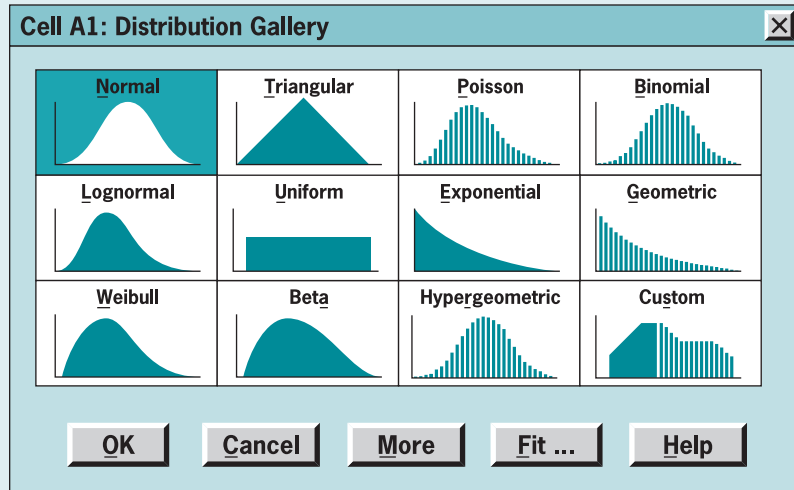 Cell A1: Distribution Gallery
Normal
Triangular
Poisson
Binomial
Lognormal
Uniform
Exponential
Geometric
Weibull
Beta
Hypergeometric
Custom
OK
Cancel
More
Fit ...
Help